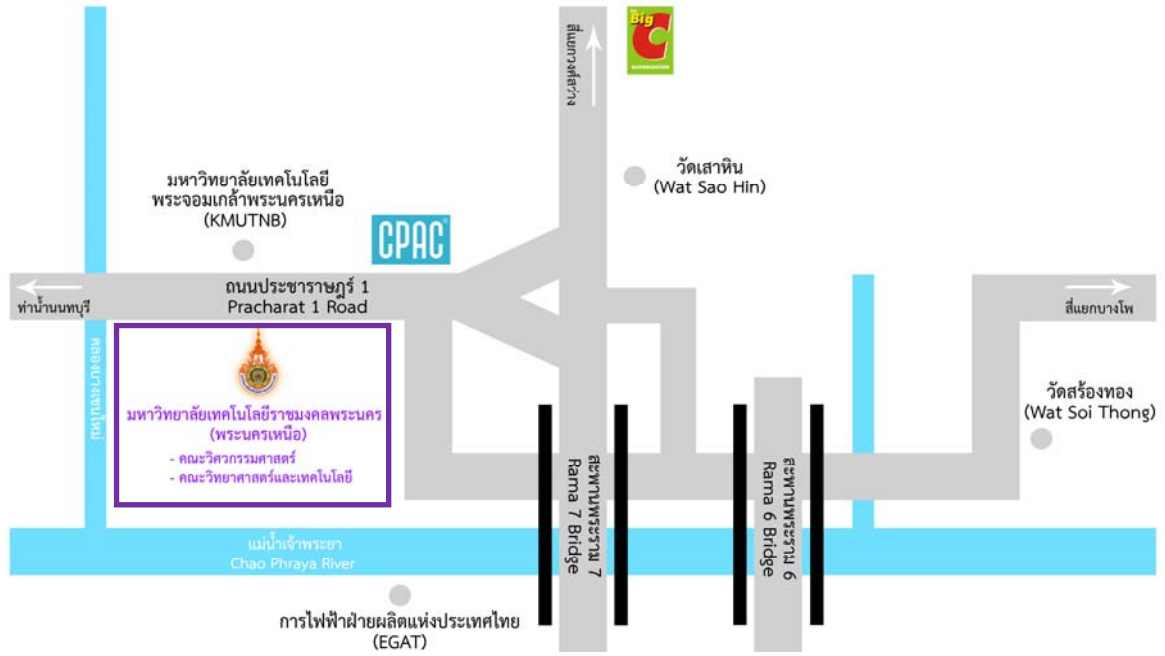 Big
C
SUPERCENTER
สี่แยกวงศ์สว่าง
วัดเสาหิน
(Wat Sao Hin)
มหาวิทยาลัยเทคโนโลยี
พระจอมเกล้าพระนครเหนือ
(KMUTNB)
CPAC
ถนนประชาราษฎร์ 1
Pracharat 1 Road
ท่าน้ำนนทบุรี
สี่แยกบางโพ
คลองบางเขนใหม่
มหาวิทยาลัยเทคโนโลยีราชมงคลพระนคร
(พระนครเหนือ)
- คณะวิศวกรรมศาสตร์
- คณะวิทยาศาสตร์และเทคโนโลยี
วัดสร้อยทอง
(Wat Soi Thong)
สะพานพระราม 7
Rama 7 Bridge
สะพานพระราม 6
Rama 6 Bridge
แม่น้ำเจ้าพระยา
Chao Phraya River
การไฟฟ้าฝ่ายผลิตแห่งประเทศไทย
(EGAT)